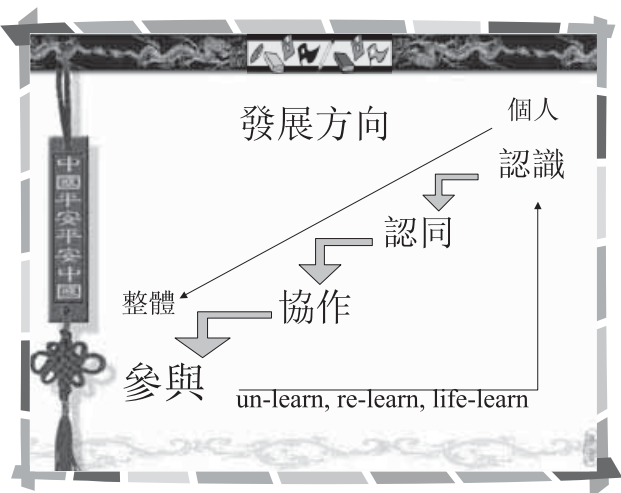 發展方向
個人
認識
認同
協作
整體
參與
un-learn, re-learn, life-learn
中國平安平安中國